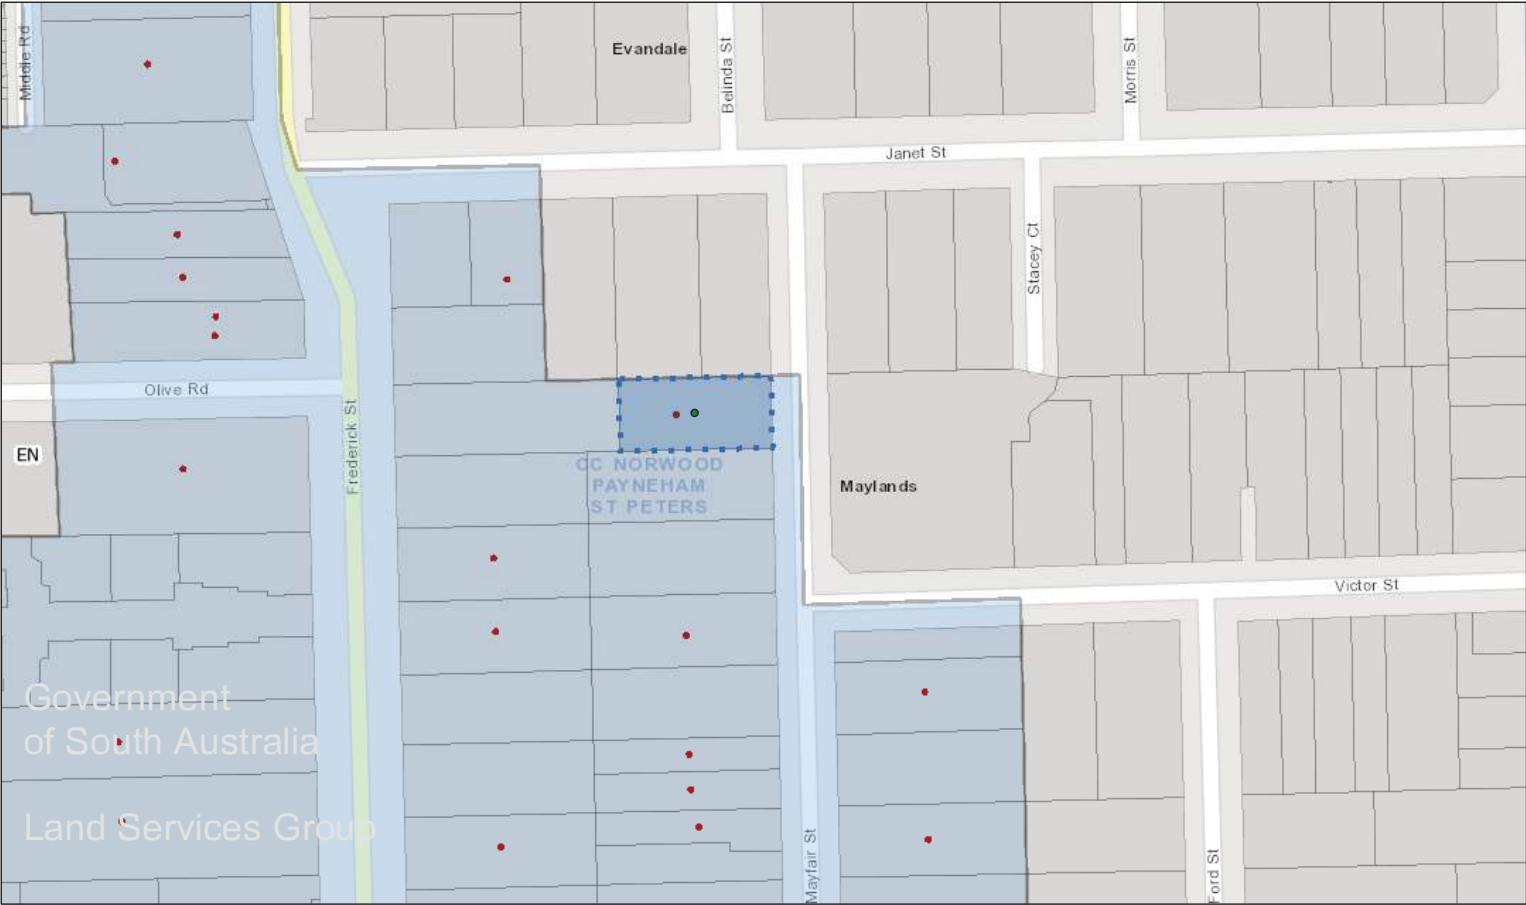 Middle Rd
Evandale
Belinda St
Morris St
Janet St
Stacey Ct
Olive Rd
Frederick St
EN
CC NORWOOD
PAYNEHAM
ST PETERS
Maylands
Victor St
Government
of South Australia
Land Services Group
Mayfair St
Ford St